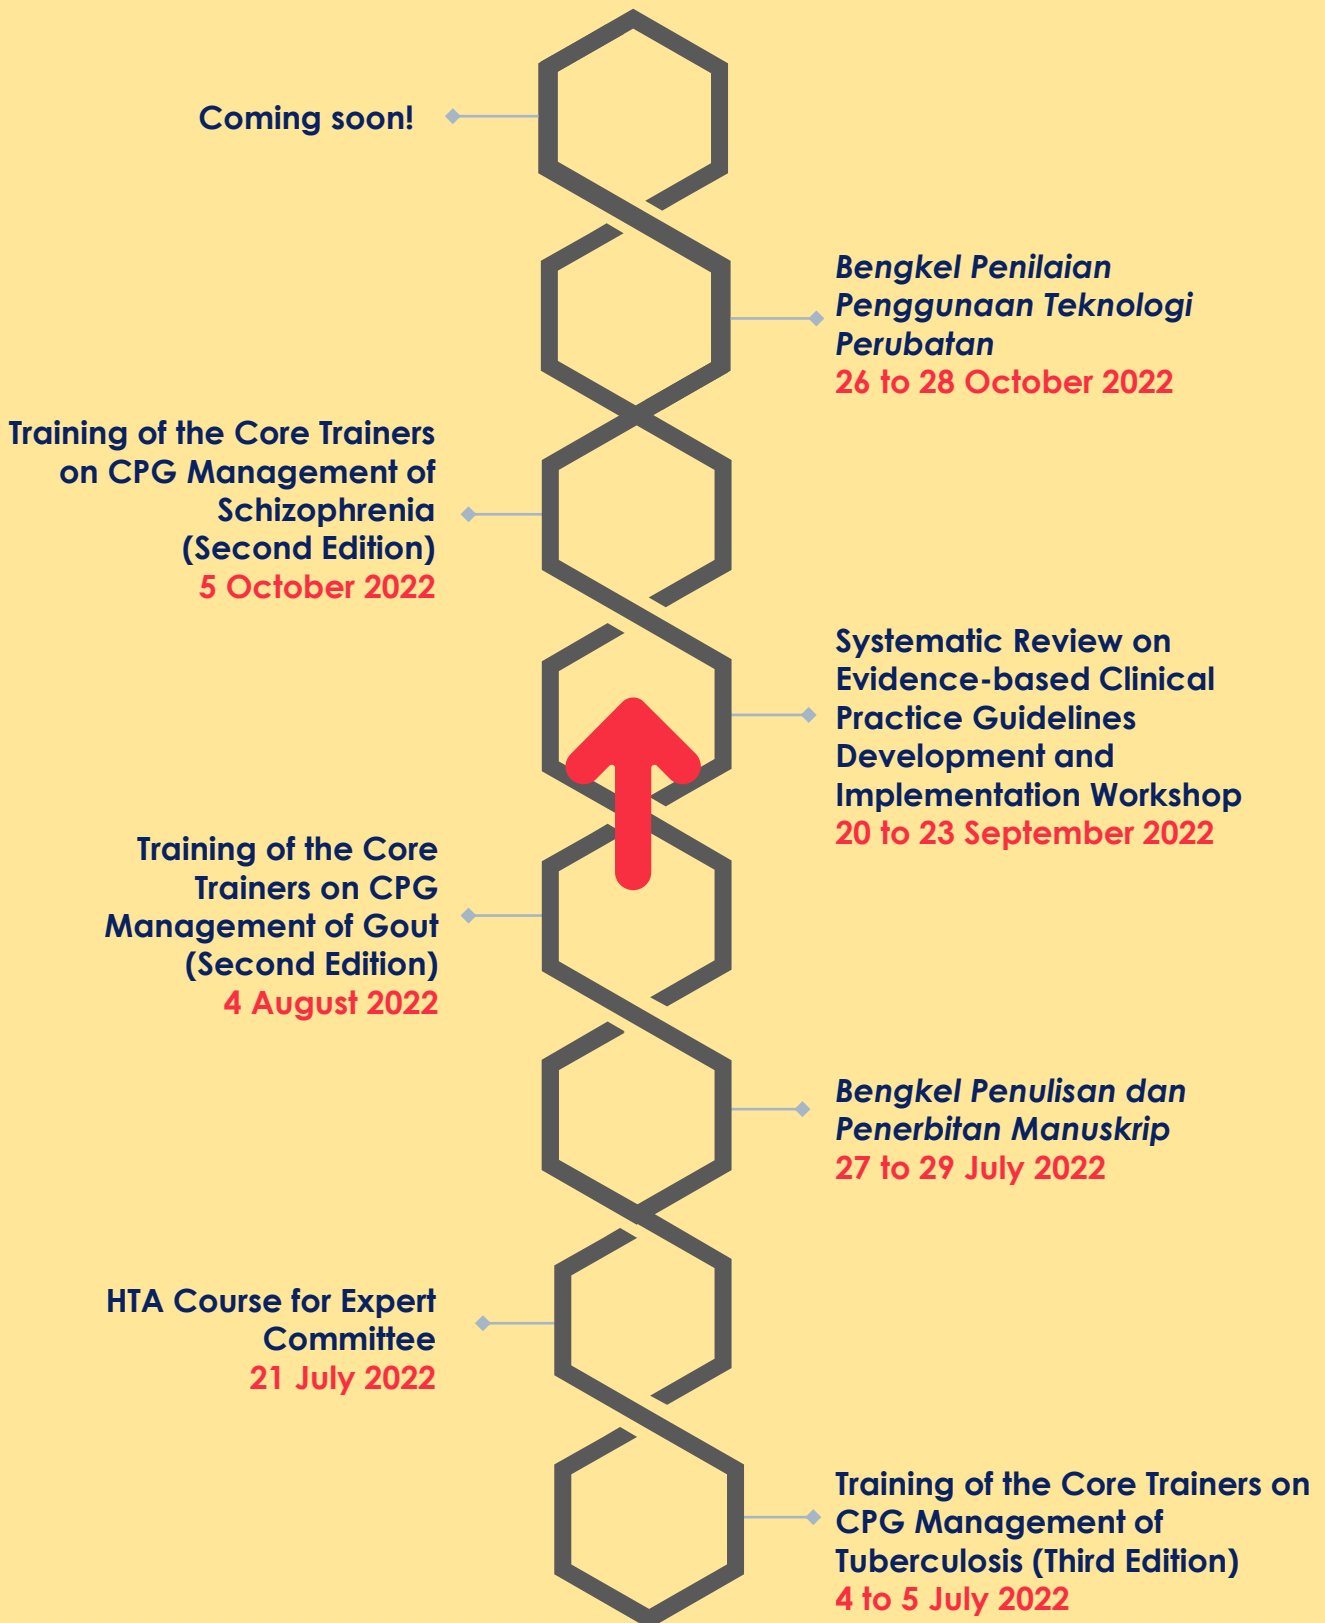 Coming soon!
Bengkel Penilaian
Penggunaan Teknologi
Perubatan
26 to 28 October 2022
Training of the Core Trainers
on CPG Management of
Schizophrenia
(Second Edition)
5 October 2022
Systematic Review on
Evidence-based Clinical
Practice Guidelines
Development and
Implementation Workshop
20 to 23 September 2022
Training of the Core
Trainers on CPG
Management of Gout
(Second Edition)
4 August 2022
Bengkel Penulisan dan
Penerbitan Manuskrip
27 to 29 July 2022
HTA Course for Expert
Committee
21 July 2022
Training of the Core Trainers on
CPG Management of
Tuberculosis (Third Edition)
4 to 5 July 2022